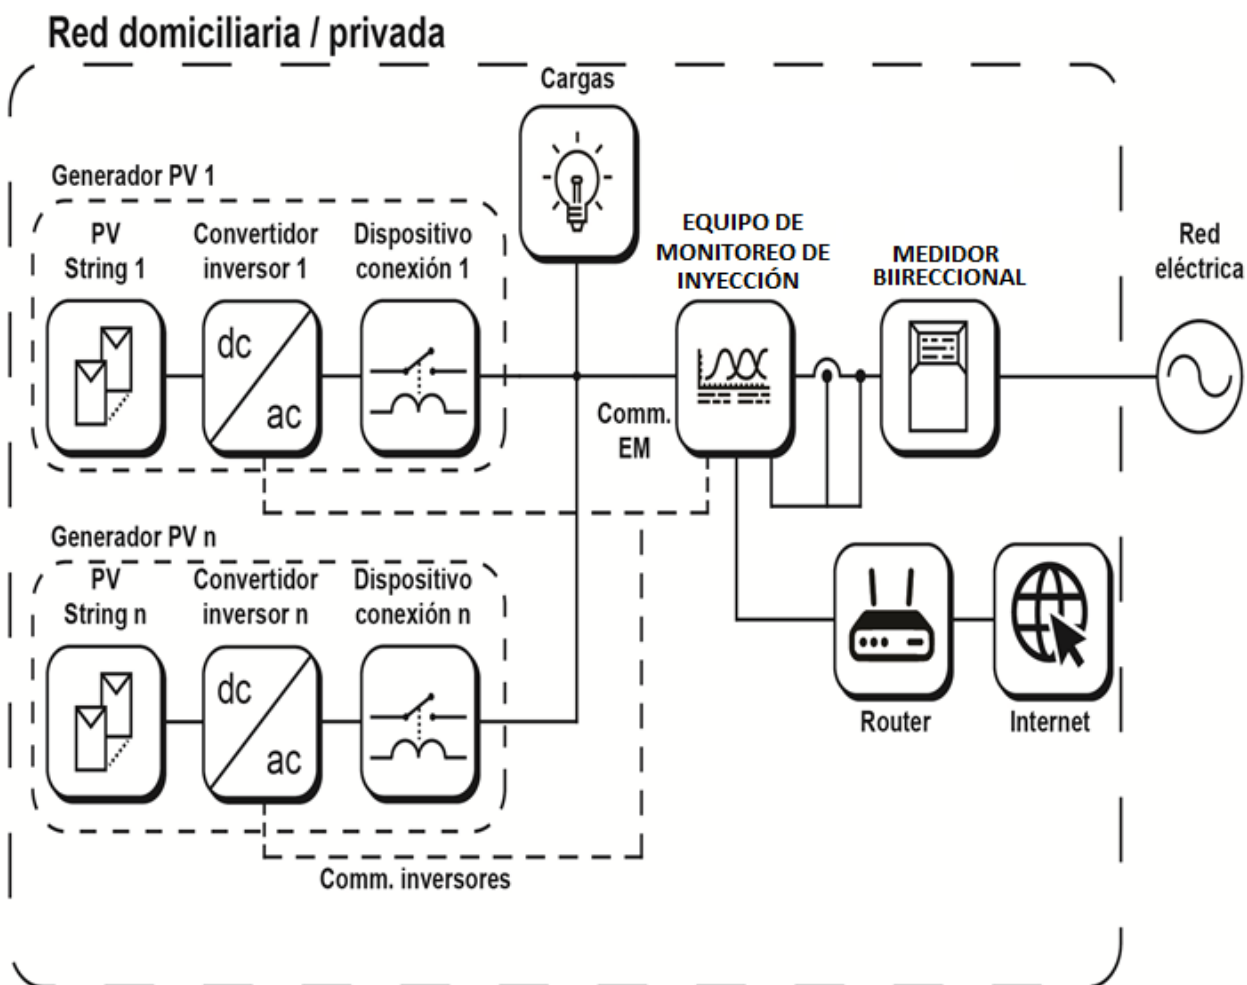 Red domiciliaria / privada
Cargas
Generador PV 1
PV
String 1
Convertidor
inversor 1
Dispositivo
conexión 1
dc
ac
EQUIPO DE
MONITOREO DE
INYECCIÓN
MEDIDOR
BIIRECCIONAL
Red
eléctrica
Comm.
EM
Generador PV n
PV
String n
Convertidor
inversor n
Dispositivo
conexión n
dc
ac
Comm. inversores
Router
Internet